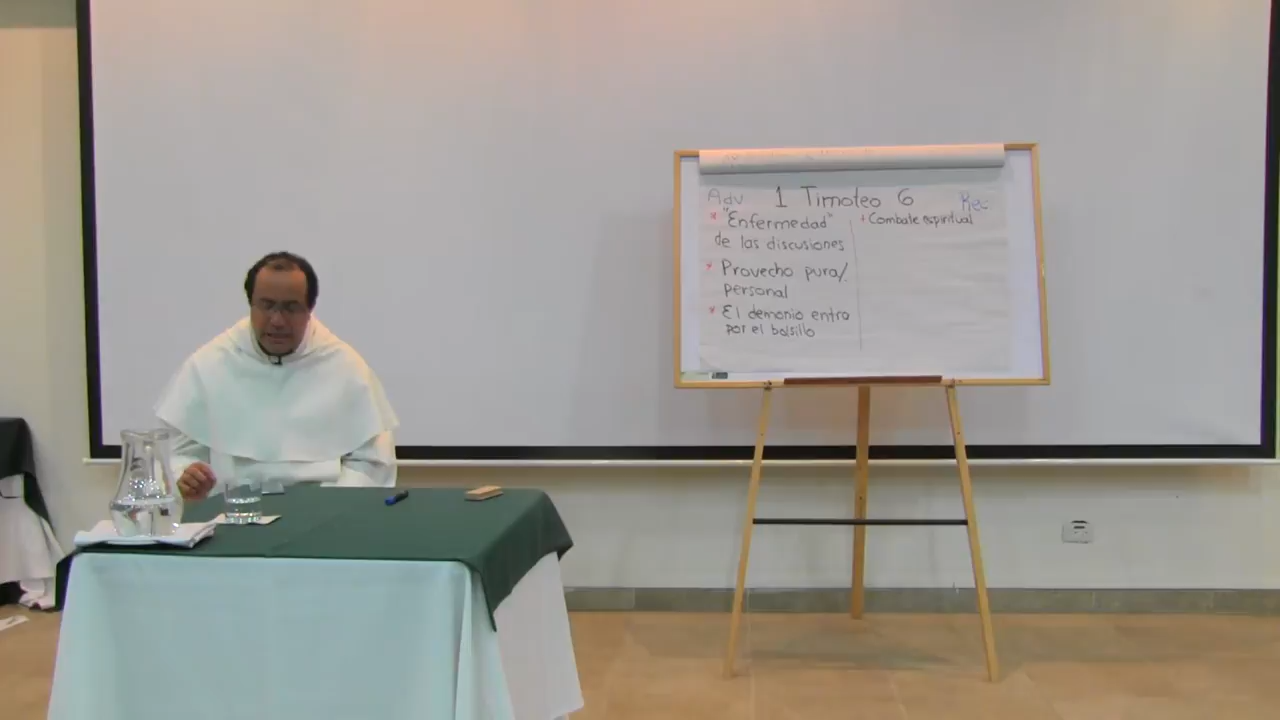 Adv 1 Timoteo 6 Rec
* "Enfermedad"
de las discusiones
* Provecho pura/.
personal
* El demonio entra
por el bolsillo
+ Combate espiritual